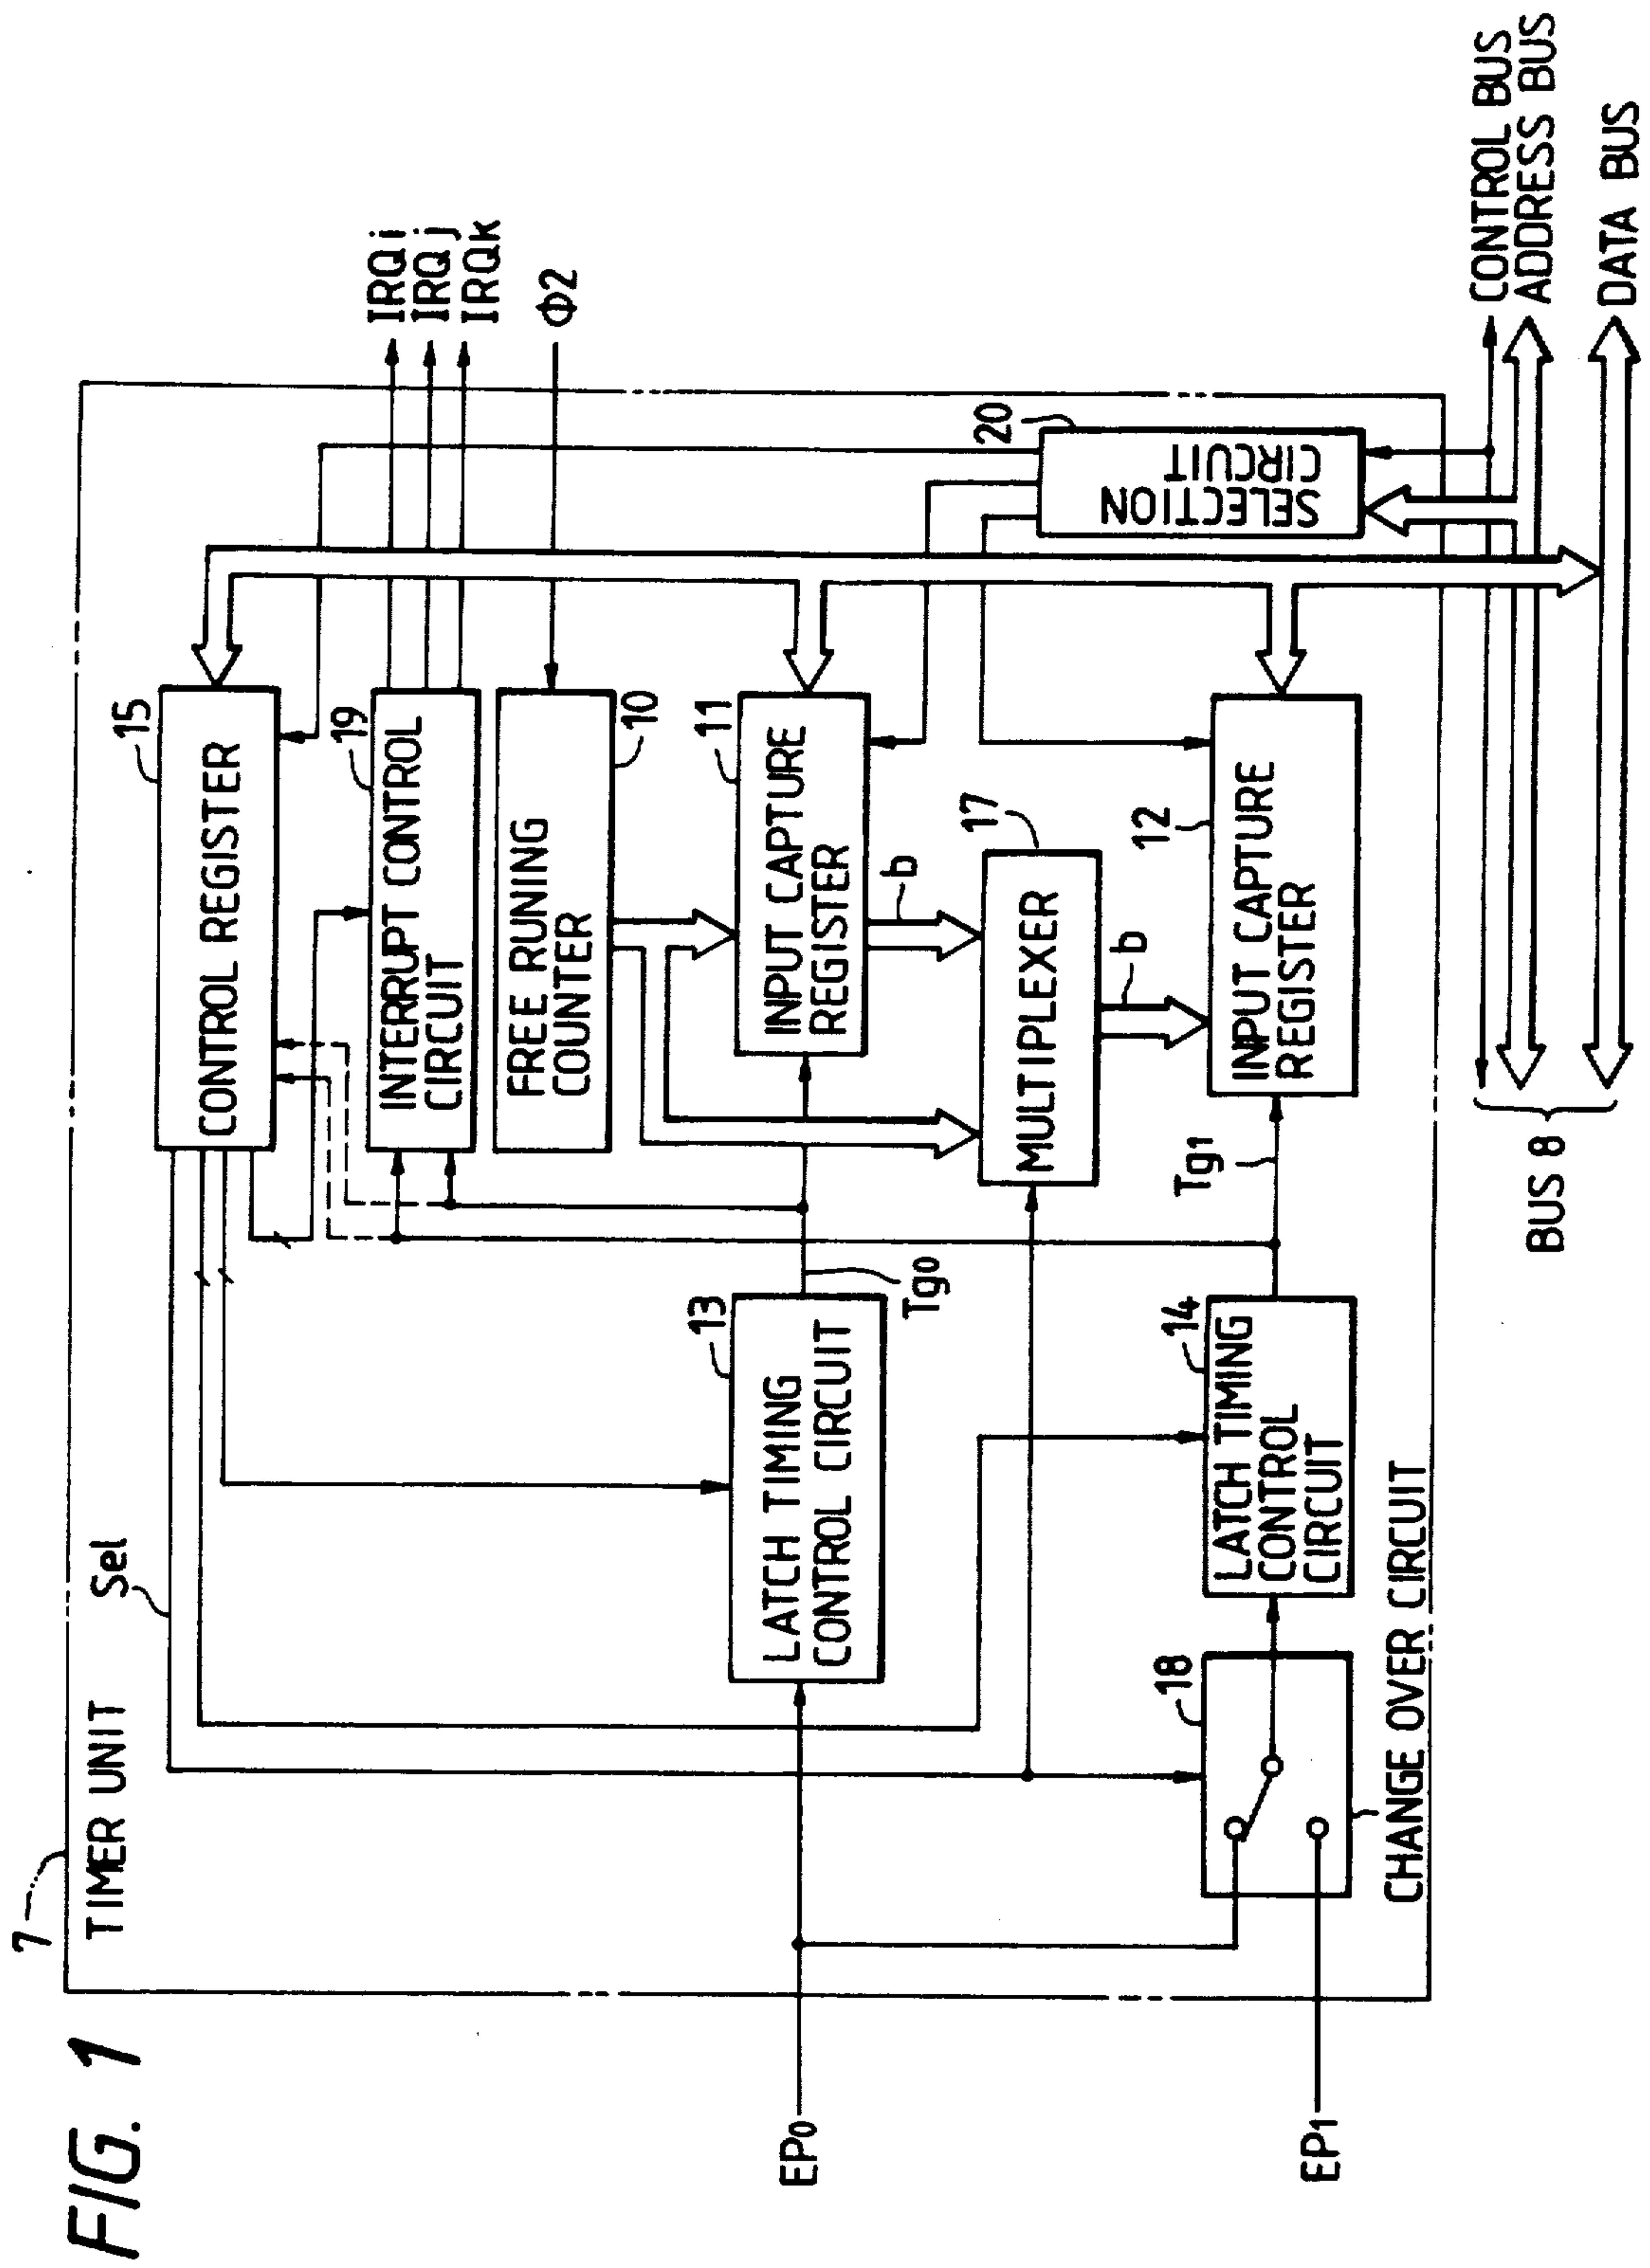 FIG. 1
7
TIMER UNIT
Sel
15
CONTROL REGISTER
19
INTERRUPT CONTROL
CIRCUIT
IRQi
IRQj
IRQk
FREE RUNNING
COUNTER
10
Φ2
13
LATCH TIMING
CONTROL CIRCUIT
Tg0
11
INPUT CAPTURE
REGISTER
b
17
MULTIPLEXER
b
20
SELECTION
CIRCUIT
EP0
EP1
18
CHANGE OVER CIRCUIT
14
LATCH TIMING
CONTROL
CIRCUIT
Tg1
12
INPUT CAPTURE
REGISTER
BUS 8
CONTROL BUS
ADDRESS BUS
DATA BUS